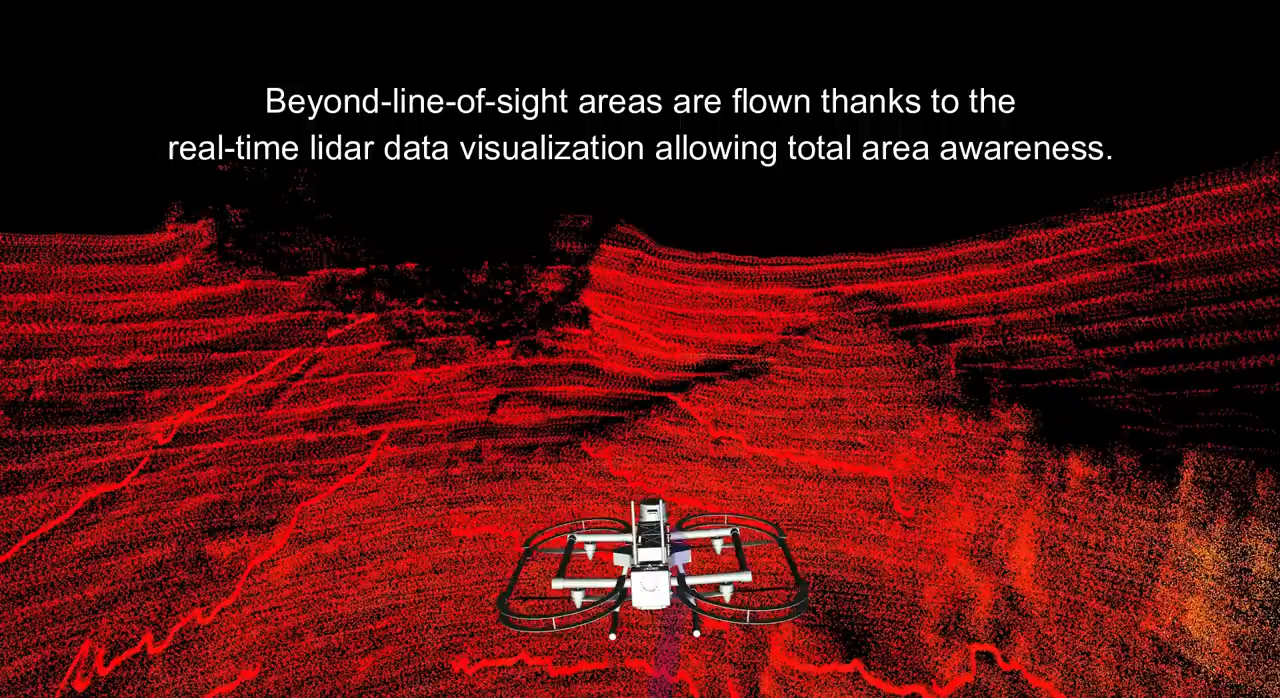 Beyond-line-of-sight areas are flown thanks to the
real-time lidar data visualization allowing total area awareness.